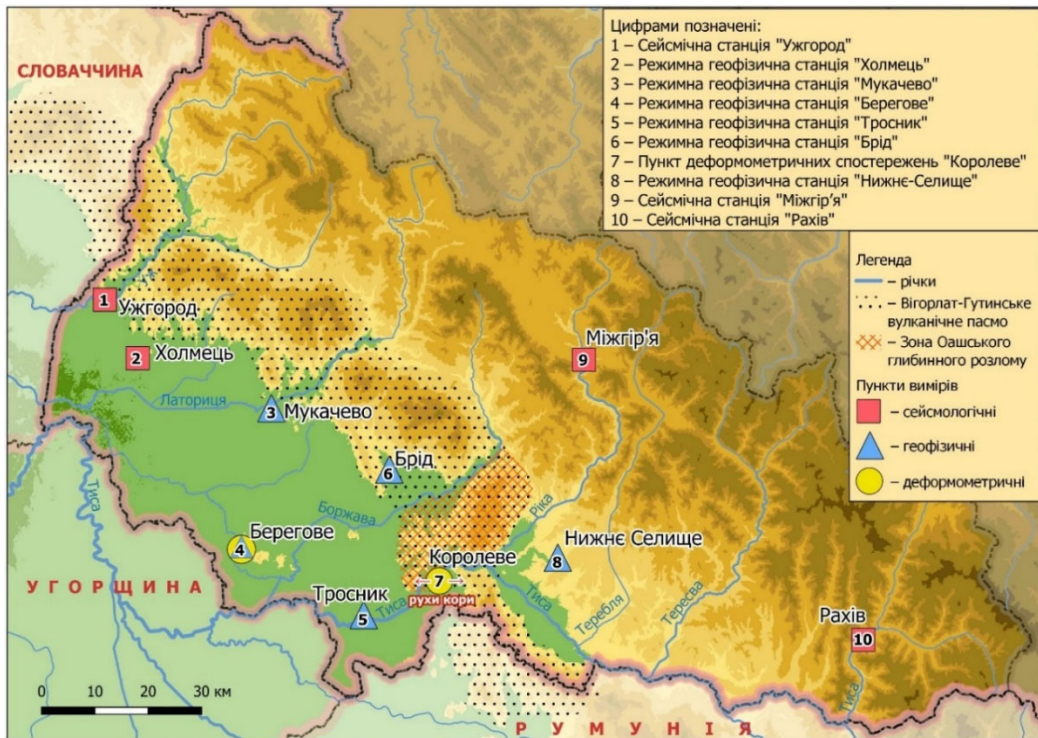 Цифрами позначені:
1 – Сейсмічна станція "Ужгород"
2 – Режимна геофізична станція "Холмець"
3 – Режимна геофізична станція "Мукачево"
4 – Режимна геофізична станція "Берегове"
5 – Режимна геофізична станція "Тросник"
6 – Режимна геофізична станція "Брід"
7 – Пункт деформометричних спостережень "Королеве"
8 – Режимна геофізична станція "Нижнє-Селище"
9 – Сейсмічна станція "Міжгір'я"
10 – Сейсмічна станція "Рахів"
СЛОВАЧЧИНА
Легенда
– річки
– Вігорлат-Гутинське
вулканічне пасмо
– Зона Оашського
глибинного розлому
Пункти вимірів
– сейсмологічні
– геофізичні
– деформометричні
Уж
1
Ужгород
2
Холмець
Міжгір'я
9
Латориця
3
Мукачево
Брід
6
Тиса
Боржава
Ріка
Берегове
4
Королеве
7
рухи кори
Нижнє Селище
8
УГОРЩИНА
Тросник
5
Тиса
Тиса
Теребля
Тересва
Рахів
10
Тиса
0 10 20 30 км
РУМУНІЯ